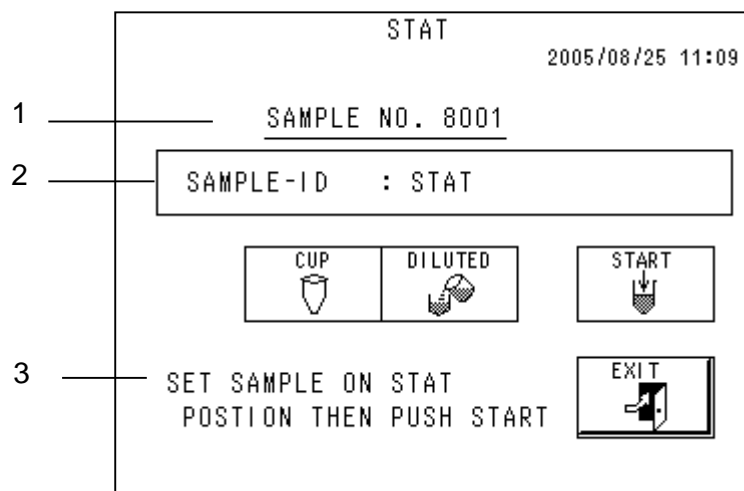 STAT
2005/08/25 11:09
1
SAMPLE NO. 8001
2
SAMPLE-ID : STAT
CUP
DILUTED
START
3
SET SAMPLE ON STAT
POSTION THEN PUSH START
EXIT